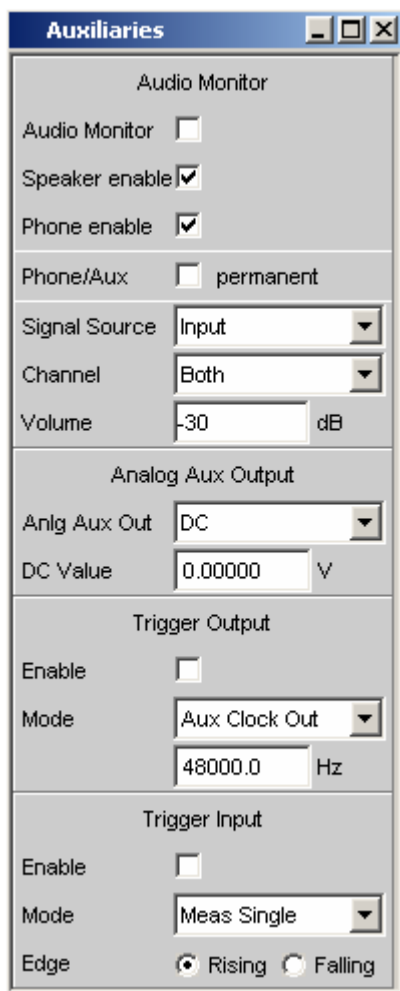 Auxiliaries
Audio Monitor
Audio Monitor
Speaker enable
Phone enable
Phone/Aux permanent
Signal Source Input
Channel Both
Volume -30 dB
Analog Aux Output
Anlg Aux Out DC
DC Value 0.00000 V
Trigger Output
Enable
Mode Aux Clock Out
48000.0 Hz
Trigger Input
Enable
Mode Meas Single
Edge Rising Falling